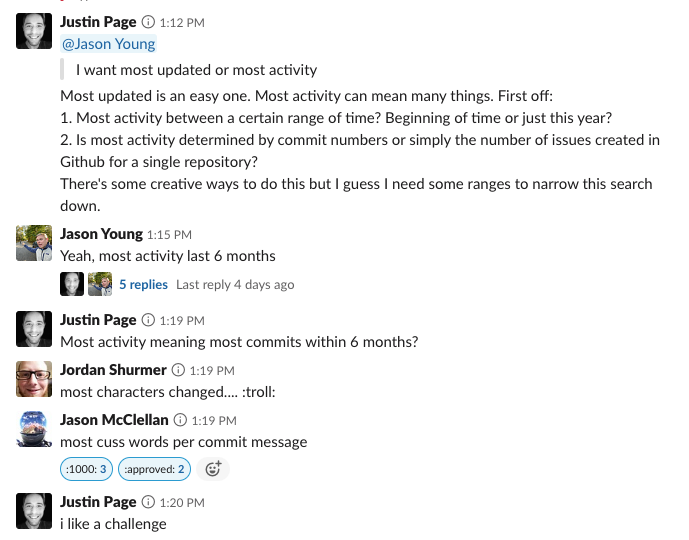 Justin Page 1:12 PM
@Jason Young
I want most updated or most activity
Most updated is an easy one. Most activity can mean many things. First off:
1. Most activity between a certain range of time? Beginning of time or just this year?
2. Is most activity determined by commit numbers or simply the number of issues created in
Github for a single repository?
There's some creative ways to do this but I guess I need some ranges to narrow this search
down.
Jason Young 1:15 PM
Yeah, most activity last 6 months
5 replies Last reply 4 days ago
Justin Page 1:19 PM
Most activity meaning most commits within 6 months?
Jordan Shurmer 1:19 PM
most characters changed.... :troll:
Jason McClellan 1:19 PM
most cuss words per commit message
:1000: 3 :approved: 2
Justin Page 1:20 PM
i like a challenge